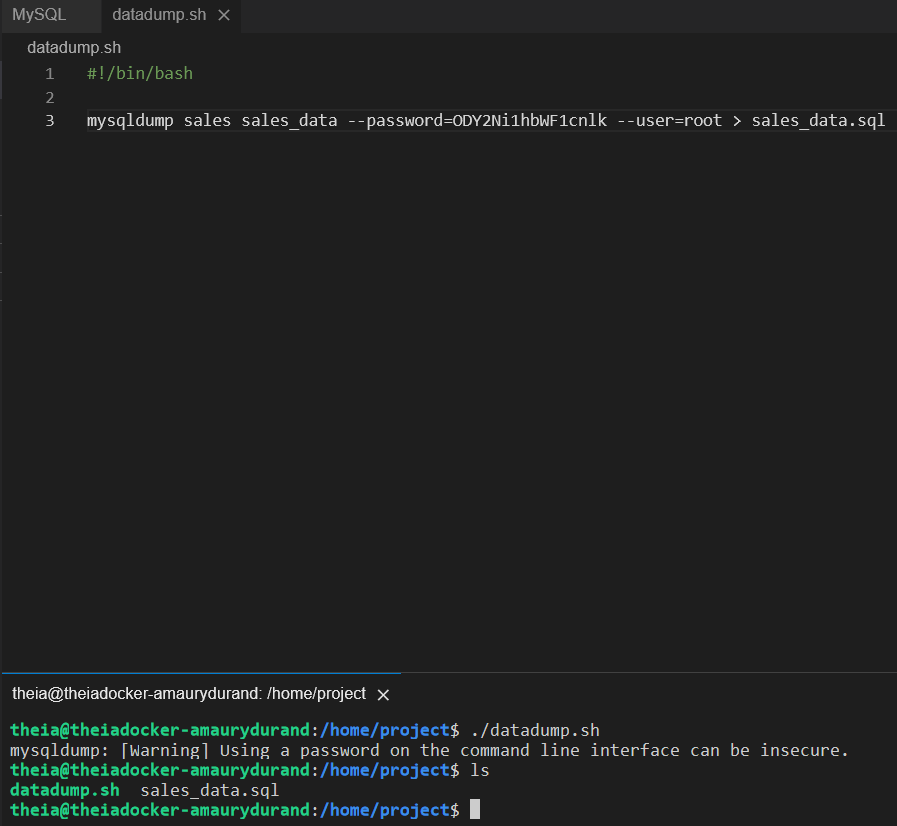 MySQL datadump.sh ×
datadump.sh
1 #!/bin/bash
2
3 mysqldump sales sales_data --password=ODY2Ni1hbWF1cnlk --user=root > sales_data.sql
theia@theiadocker-amaurydurand: /home/project ×
theia@theiadocker-amaurydurand:/home/project$ ./datadump.sh
mysqldump: [Warning] Using a password on the command line interface can be insecure.
theia@theiadocker-amaurydurand:/home/project$ ls
datadump.sh sales_data.sql
theia@theiadocker-amaurydurand:/home/project$